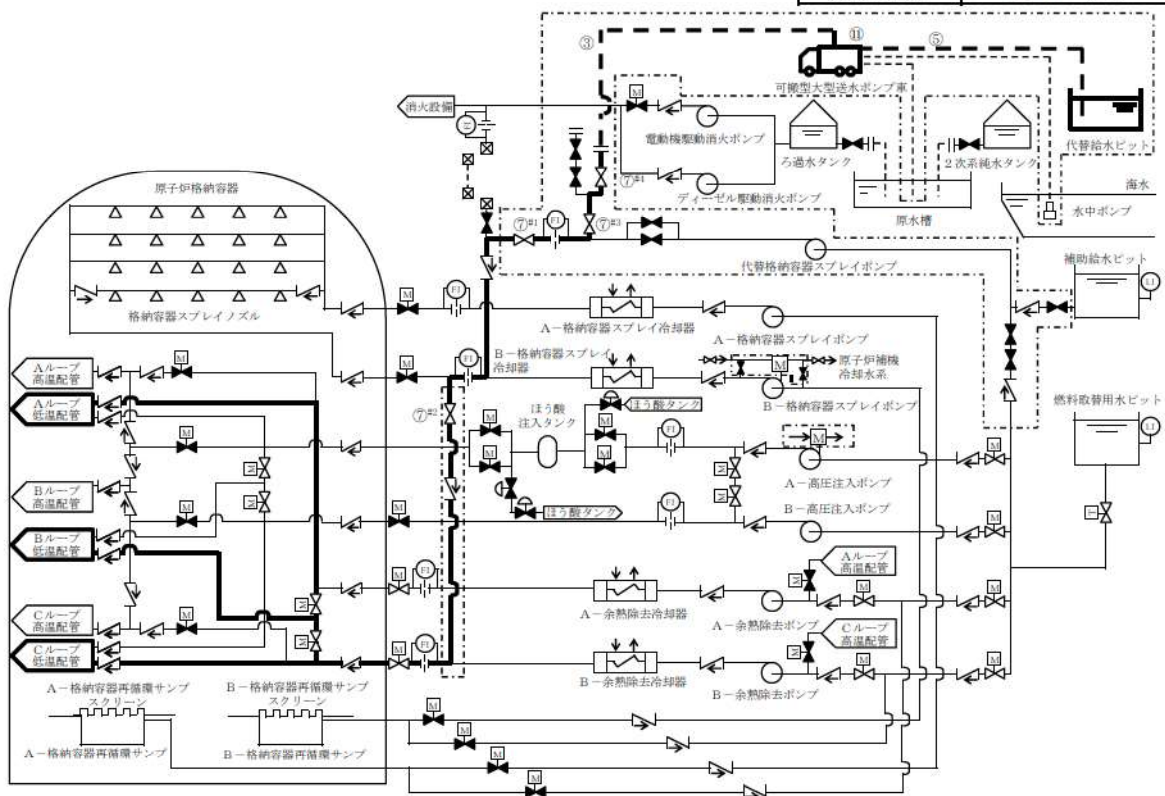 ③
⑪
⑤
可搬型大型送水ポンプ車
代替給水ピット
消火設備
M
FI
電動機駆動消火ポンプ
ろ過水タンク
2次系純水タンク
⑦#4
ディーゼル駆動消火ポンプ
原水槽
海水
水中ポンプ
原子炉格納容器
⑦#1
FI
⑦#3
代替格納容器スプレイポンプ
補助給水ピット
LI
格納容器スプレイノズル
M
FI
A-格納容器スプレイ冷却器
A-格納容器スプレイポンプ
B-格納容器スプレイ
冷却器
M
FI
M
原子炉補機
冷却水系
B-格納容器スプレイポンプ
Aループ
高温配管
M
Aループ
低温配管
⑦#2
ほう酸
注入タンク
ほう酸タンク
燃料取替用水ピット
LI
M
M
M
M
M
FI
M
M
A-高圧注入ポンプ
M
M
M
Bループ
高温配管
M
M
ほう酸タンク
FI
B-高圧注入ポンプ
M
M
Bループ
低温配管
Aループ
高温配管
M
FI
M
M
M
M
A-余熱除去冷却器
A-余熱除去ポンプ
Cループ
高温配管
M
M
Cループ
高温配管
Cループ
低温配管
M
FI
M
M
M
B-余熱除去冷却器
B-余熱除去ポンプ
A-格納容器再循環サンプ
スクリーン
B-格納容器再循環サンプ
スクリーン
M
M
A-格納容器再循環サンプ
B-格納容器再循環サンプ
M
M